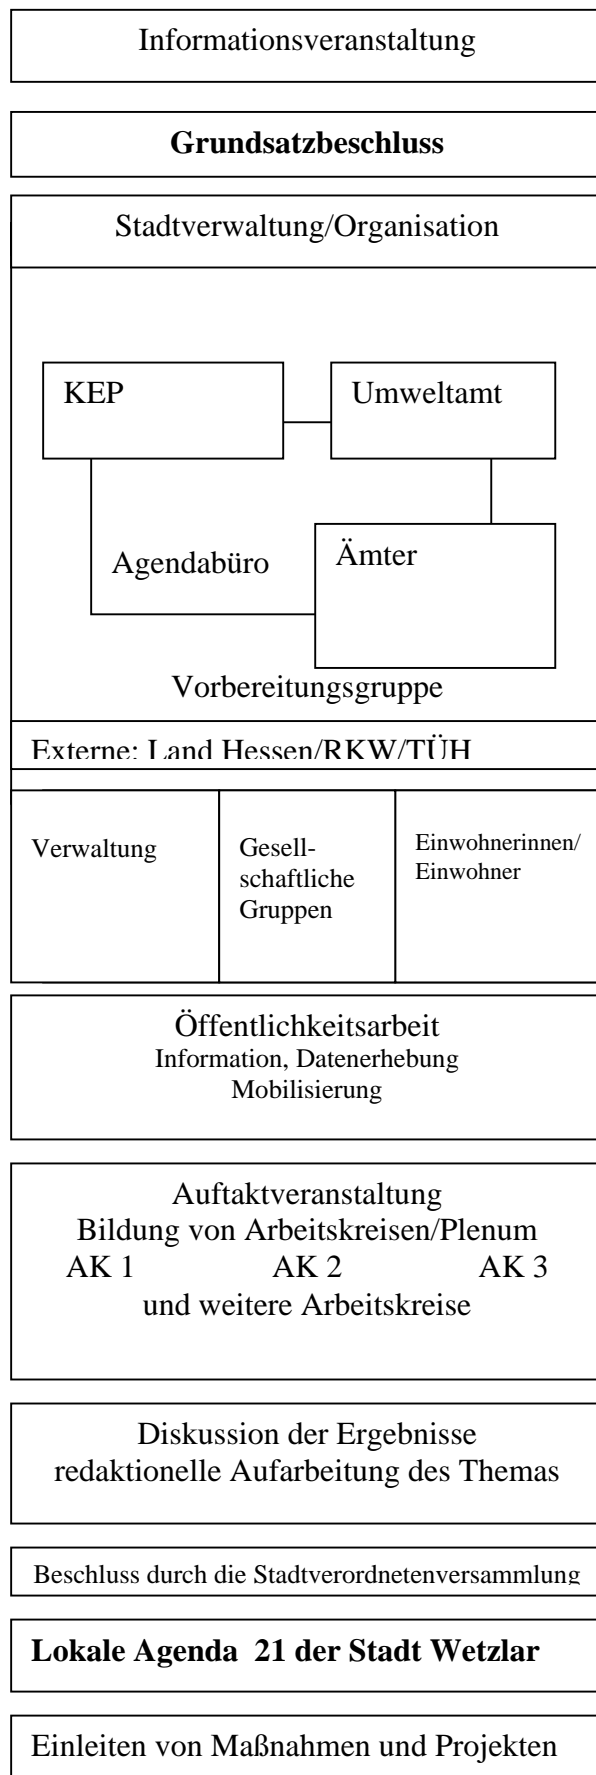 Informationsveranstaltung
Grundsatzbeschluss
Stadtverwaltung/Organisation
KEP
Umweltamt
Agendabüro
Ämter
Vorbereitungsgruppe
Externe: Land Hessen/RKW/TÜH
Verwaltung
Gesell-
schaftliche
Gruppen
Einwohnerinnen/
Einwohner
Öffentlichkeitsarbeit
Information, Datenerhebung
Mobilisierung
Auftaktveranstaltung
Bildung von Arbeitskreisen/Plenum
AK 1 AK 2 AK 3
und weitere Arbeitskreise
Diskussion der Ergebnisse
redaktionelle Aufarbeitung des Themas
Beschluss durch die Stadtverordnetenversammlung
Lokale Agenda 21 der Stadt Wetzlar
Einleiten von Maßnahmen und Projekten